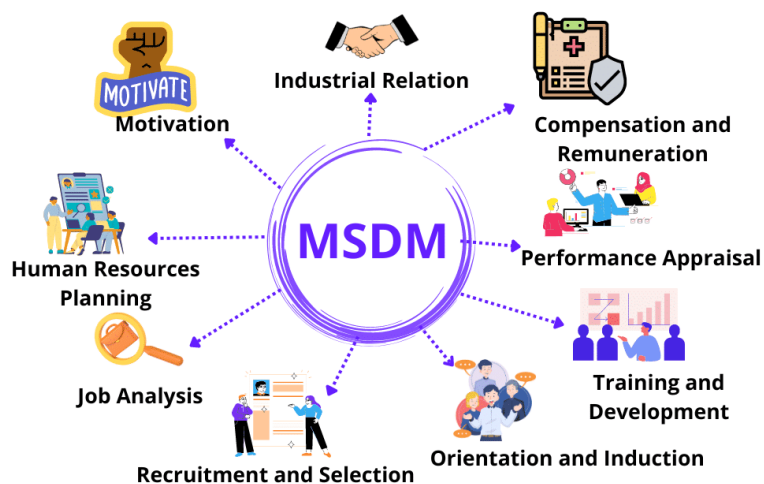 MOTIVATE
Motivation
Industrial Relation
Compensation and
Remuneration
MSDM
Human Resources
Planning
Performance Appraisal
Job Analysis
Training and
Development
Recruitment and Selection
Orientation and Induction